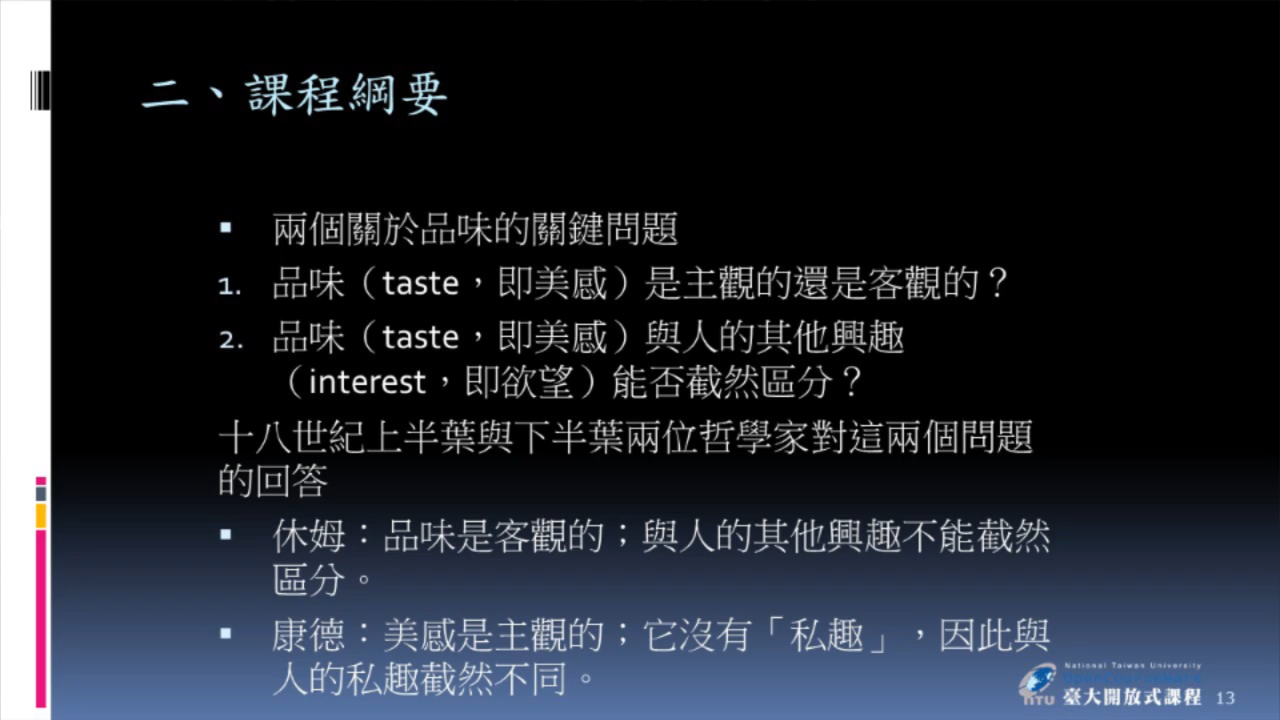 二、課程綱要
▪ 兩個關於品味的關鍵問題
1. 品味（taste，即美感）是主觀的還是客觀的？
2. 品味（taste，即美感）與人的其他興趣
（interest，即欲望）能否截然區分？
十八世紀上半葉與下半葉兩位哲學家對這兩個問題
的回答
▪ 休姆：品味是客觀的；與人的其他興趣不能截然
區分。
▪ 康德：美感是主觀的；它沒有「私趣」，因此與
人的私趣截然不同。
National Taiwan University
OpenCourseWare
NTU 臺大開放式課程 13